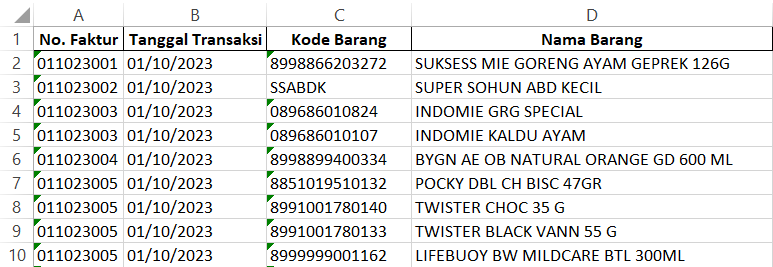 A B C D
1 No. Faktur Tanggal Transaksi Kode Barang Nama Barang
2 011023001 01/10/2023 8998866203272 SUKSESS MIE GORENG AYAM GEPREK 126G
3 011023002 01/10/2023 SSABDK SUPER SOHUN ABD KECIL
4 011023003 01/10/2023 089686010824 INDOMIE GRG SPECIAL
5 011023003 01/10/2023 089686010107 INDOMIE KALDU AYAM
6 011023004 01/10/2023 8998899400334 BYGN AE OB NATURAL ORANGE GD 600 ML
7 011023005 01/10/2023 8851019510132 POCKY DBL CH BISC 47GR
8 011023005 01/10/2023 8991001780140 TWISTER CHOC 35 G
9 011023005 01/10/2023 8991001780133 TWISTER BLACK VANN 55 G
10 011023005 01/10/2023 8999999001162 LIFEBUOY BW MILDCARE BTL 300ML